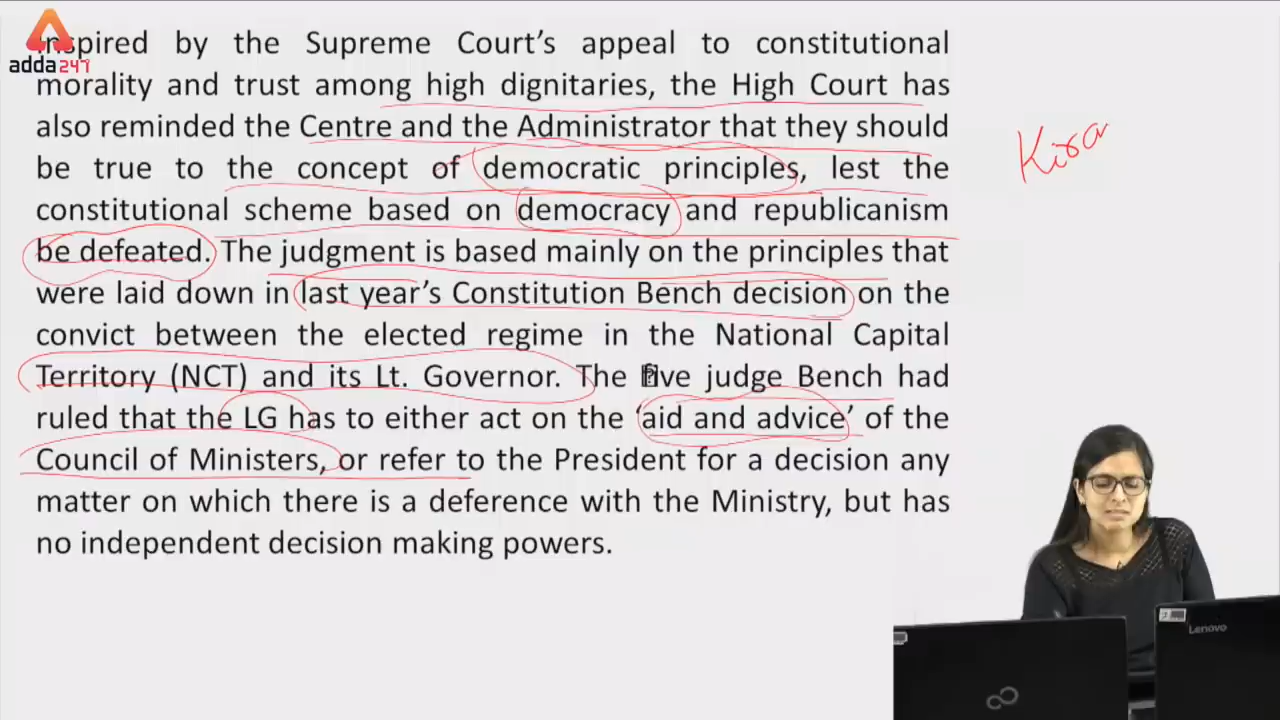 adda247
inspired by the Supreme Court's appeal to constitutional
morality and trust among high dignitaries, the High Court has
also reminded the Centre and the Administrator that they should
be true to the concept of democratic principles, lest the
constitutional scheme based on democracy and republicanism
be defeated. The judgment is based mainly on the principles that
were laid down in last year's Constitution Bench decision on the
convict between the elected regime in the National Capital
Territory (NCT) and its Lt. Governor. The five judge Bench had
ruled that the LG has to either act on the 'aid and advice' of the
Council of Ministers, or refer to the President for a decision any
matter on which there is a deference with the Ministry, but has
no independent decision making powers.
Kira
Lenovo